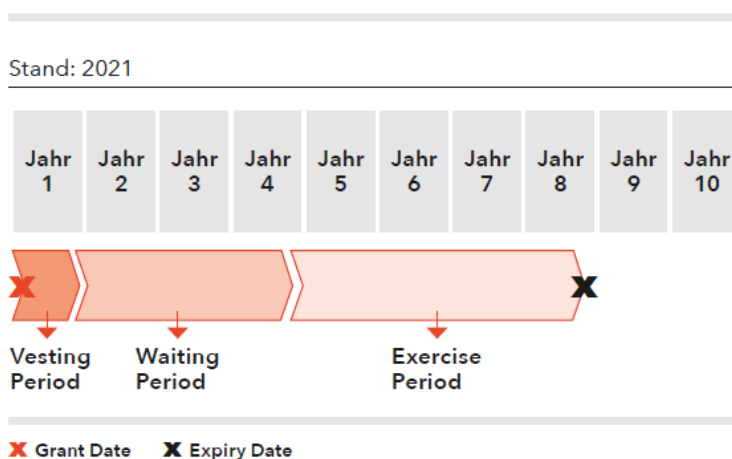 Stand: 2021
Jahr 1
Jahr 2
Jahr 3
Jahr 4
Jahr 5
Jahr 6
Jahr 7
Jahr 8
Jahr 9
Jahr 10
Vesting Period
Waiting Period
Exercise Period
X Grant Date
X Expiry Date